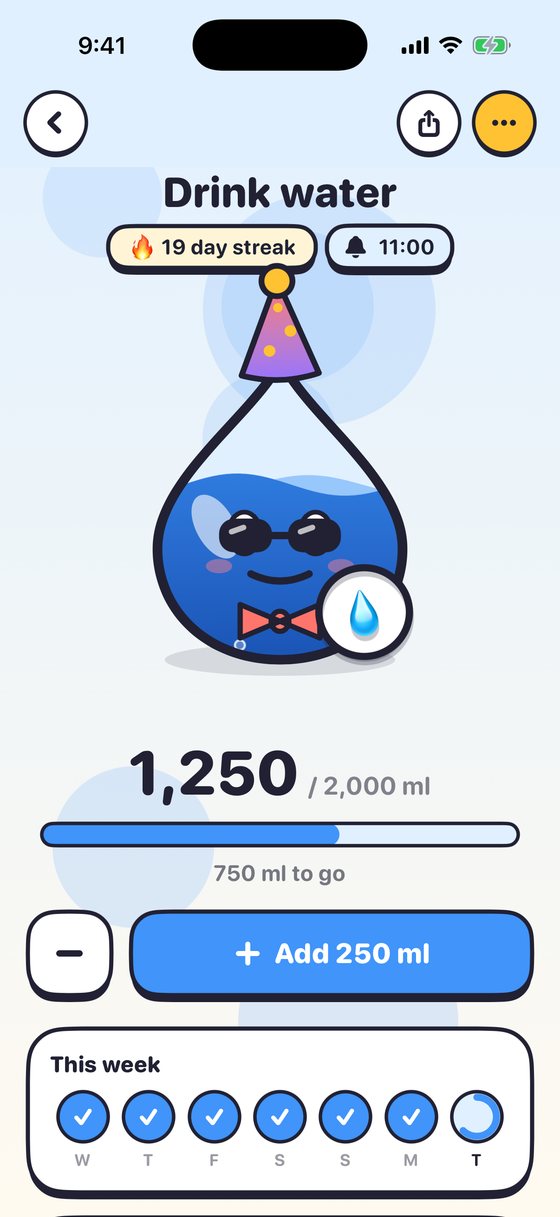 9:41
Drink water
🔥 19 day streak
11:00
1,250 / 2,000 ml
750 ml to go
+ Add 250 ml
This week
W T F S S M T